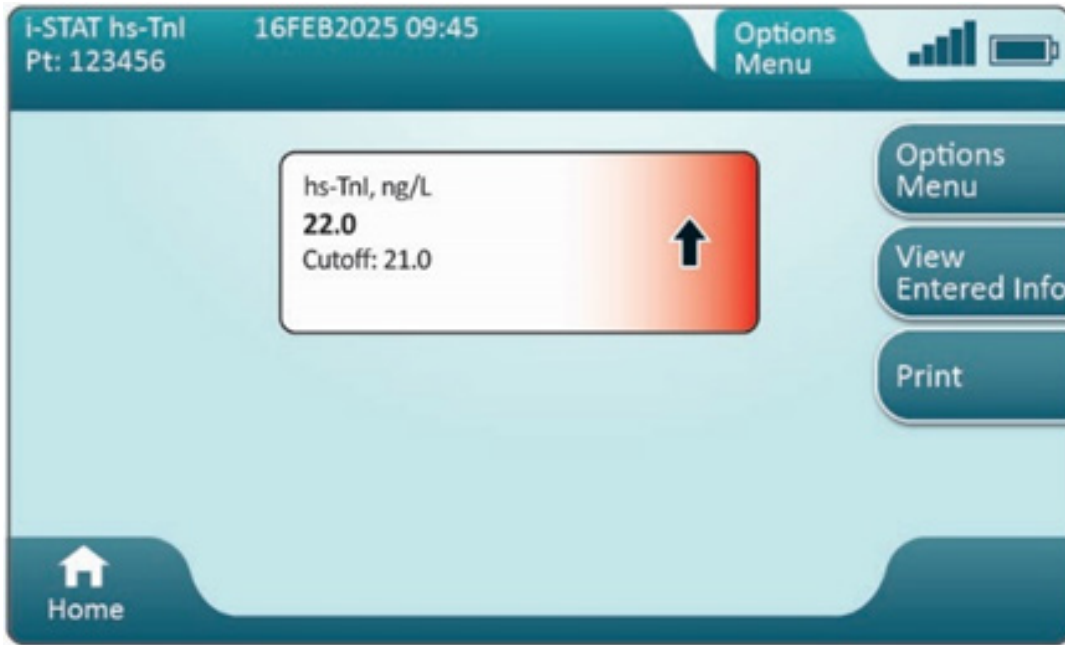 i-STAT hs-TnI 16FEB2025 09:45
Pt: 123456
Options
Menu
hs-TnI, ng/L
22.0
Cutoff: 21.0
Options
Menu
View
Entered Info
Print
Home